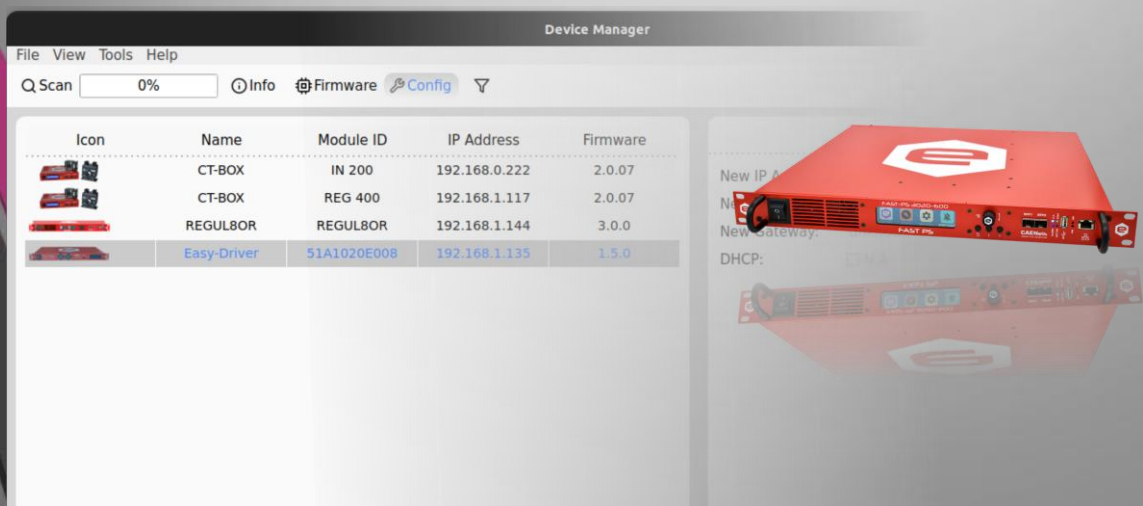 Device Manager
File View Tools Help
Scan 0% Info Firmware Config
Icon Name Module ID IP Address Firmware
CT-BOX IN 200 192.168.0.222 2.0.07
CT-BOX REG 400 192.168.1.117 2.0.07
REGUL8OR REGUL8OR 192.168.1.144 3.0.0
Easy-Driver 51A1020E008 192.168.1.135 1.5.0
New IP
New Gateway:
DHCP:
FAST PS
CAENels